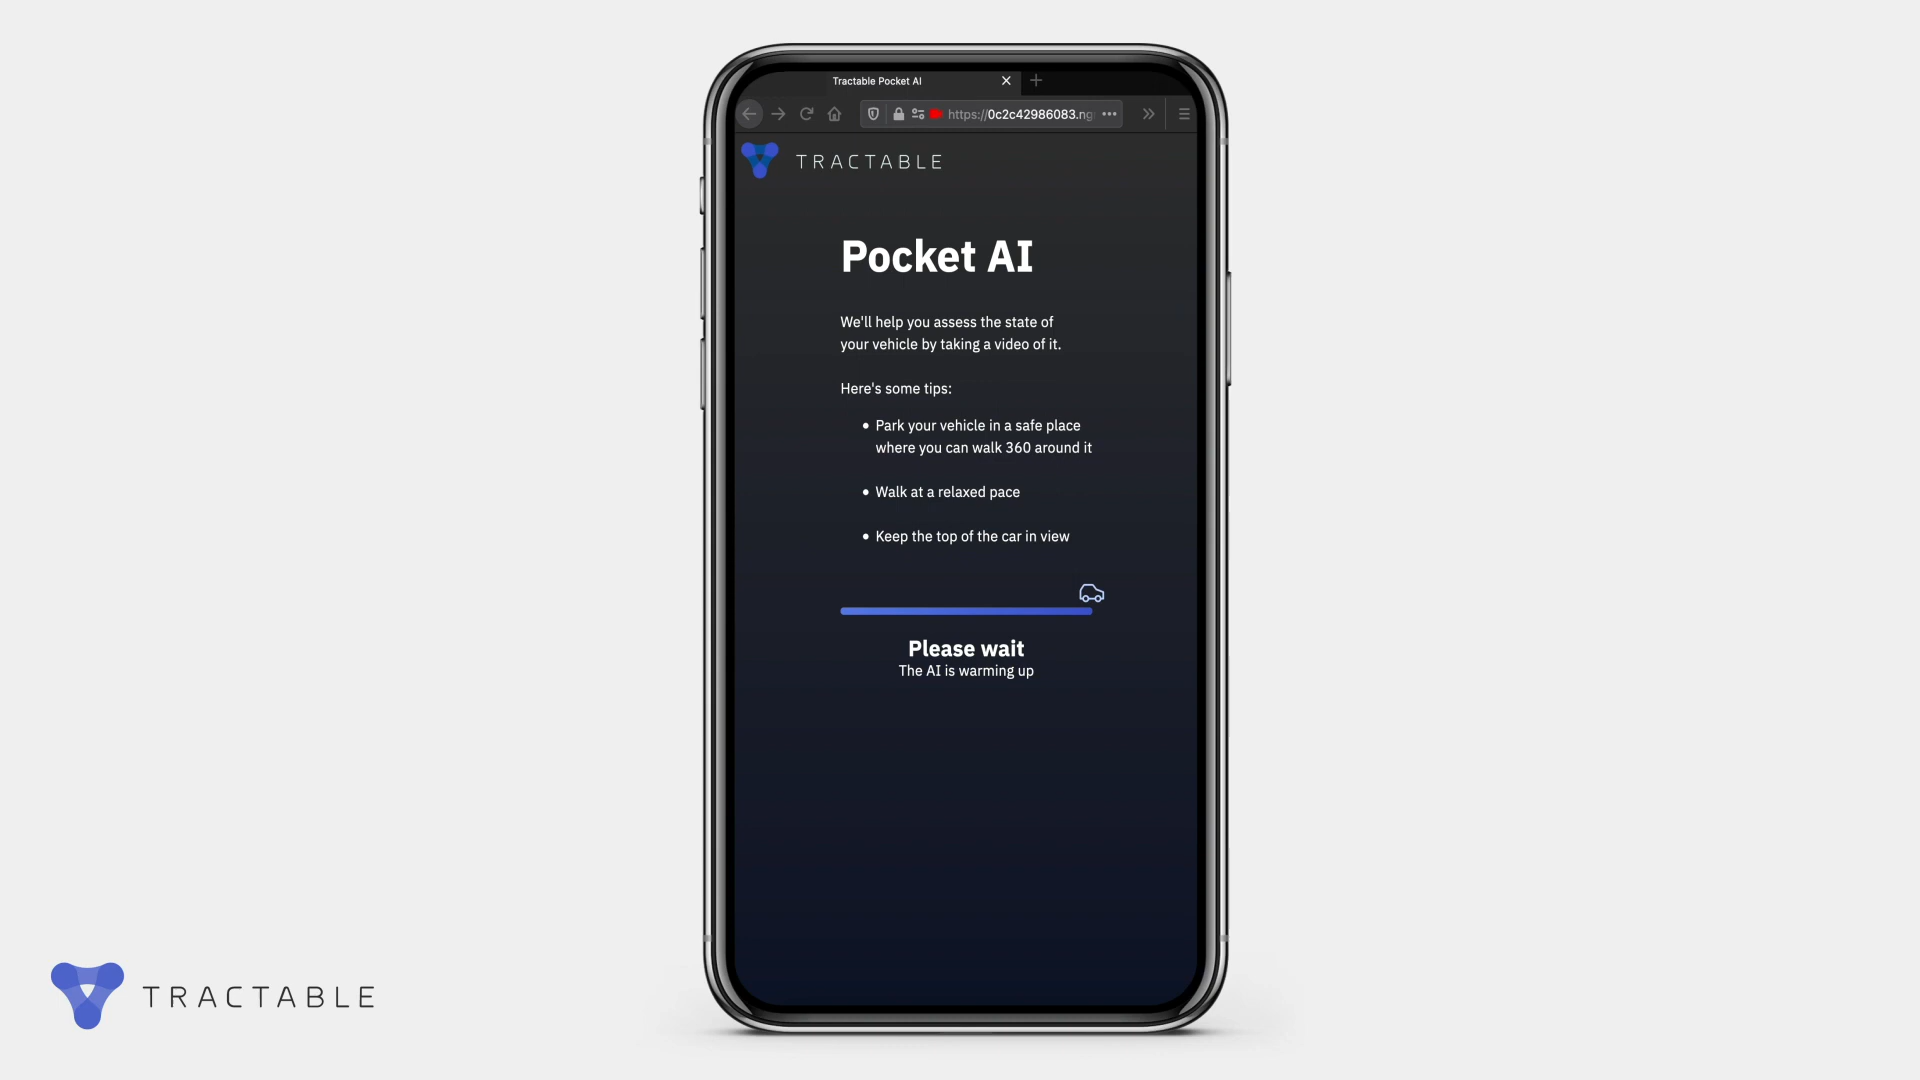 Tractable Pocket AI
https://0c2c42986083.ng
TRACTABLE
Pocket AI
We'll help you assess the state of
your vehicle by taking a video of it.
Here's some tips:
• Park your vehicle in a safe place
where you can walk 360 around it
• Walk at a relaxed pace
• Keep the top of the car in view
Please wait
The AI is warming up
TRACTABLE